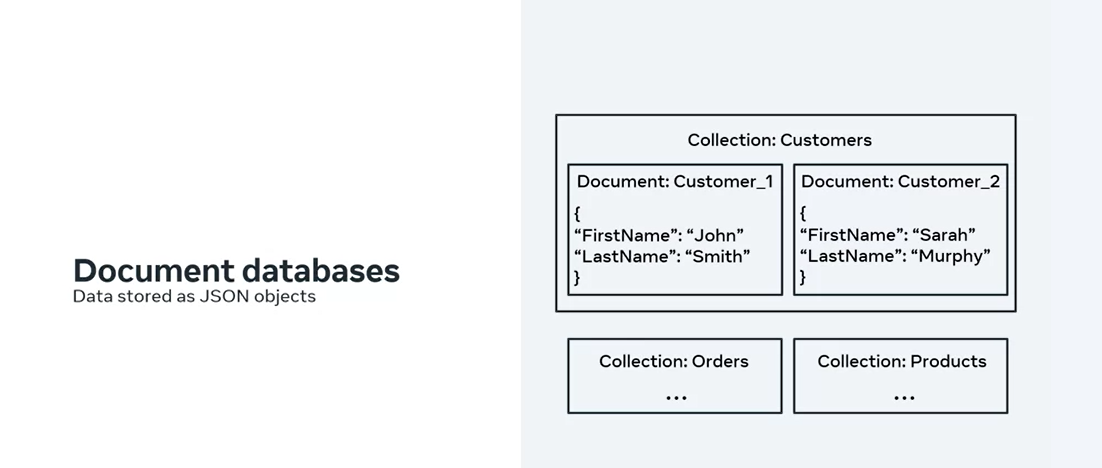 Document databases
Data stored as JSON objects
Collection: Customers
Document: Customer_1
{
“FirstName”: “John”
“LastName”: “Smith”
}
Document: Customer_2
{
“FirstName”: “Sarah”
“LastName”: “Murphy”
}
Collection: Orders
...
Collection: Products
...